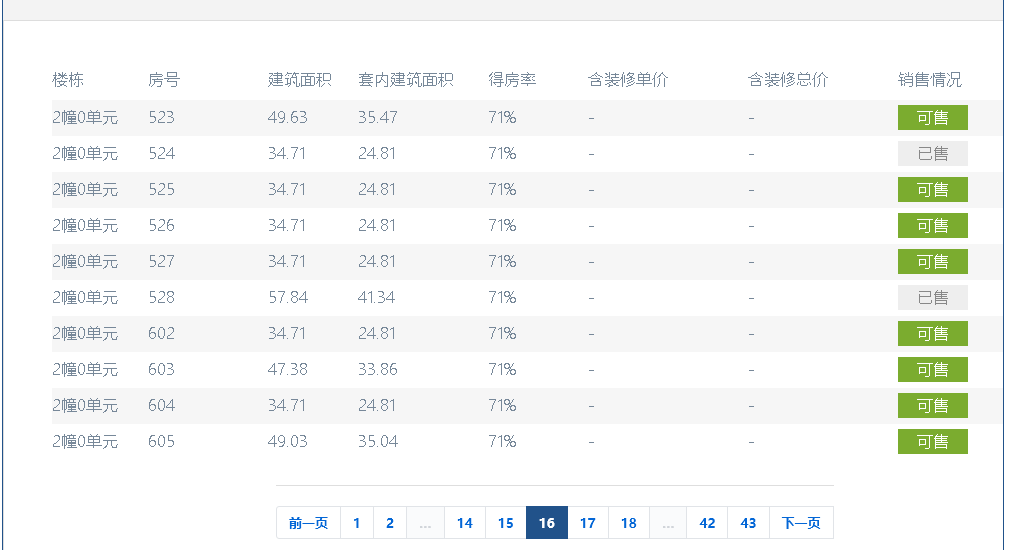 楼栋 房号 建筑面积 套内建筑面积 得房率 含装修单价 含装修总价 销售情况
2幢0单元 523 49.63 35.47 71% - - 可售
2幢0单元 524 34.71 24.81 71% - - 已售
2幢0单元 525 34.71 24.81 71% - - 可售
2幢0单元 526 34.71 24.81 71% - - 可售
2幢0单元 527 34.71 24.81 71% - - 可售
2幢0单元 528 57.84 41.34 71% - - 已售
2幢0单元 602 34.71 24.81 71% - - 可售
2幢0单元 603 47.38 33.86 71% - - 可售
2幢0单元 604 34.71 24.81 71% - - 可售
2幢0单元 605 49.03 35.04 71% - - 可售
前一页 1 2 ... 14 15 16 17 18 ... 42 43 下一页